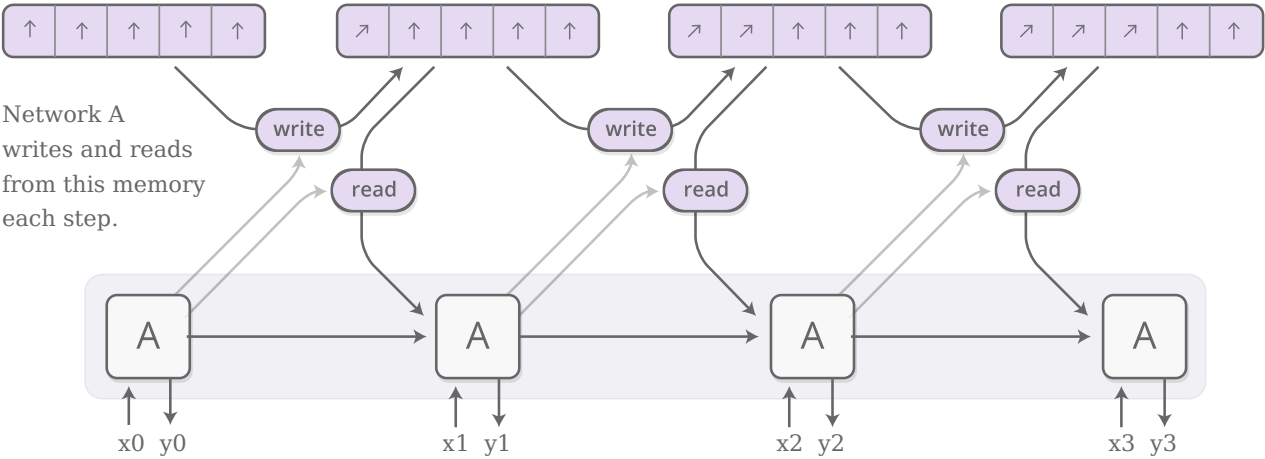 write write write
Network A
writes and reads
from this memory
each step.
read read read
A A A A
x0 y0 x1 y1 x2 y2 x3 y3